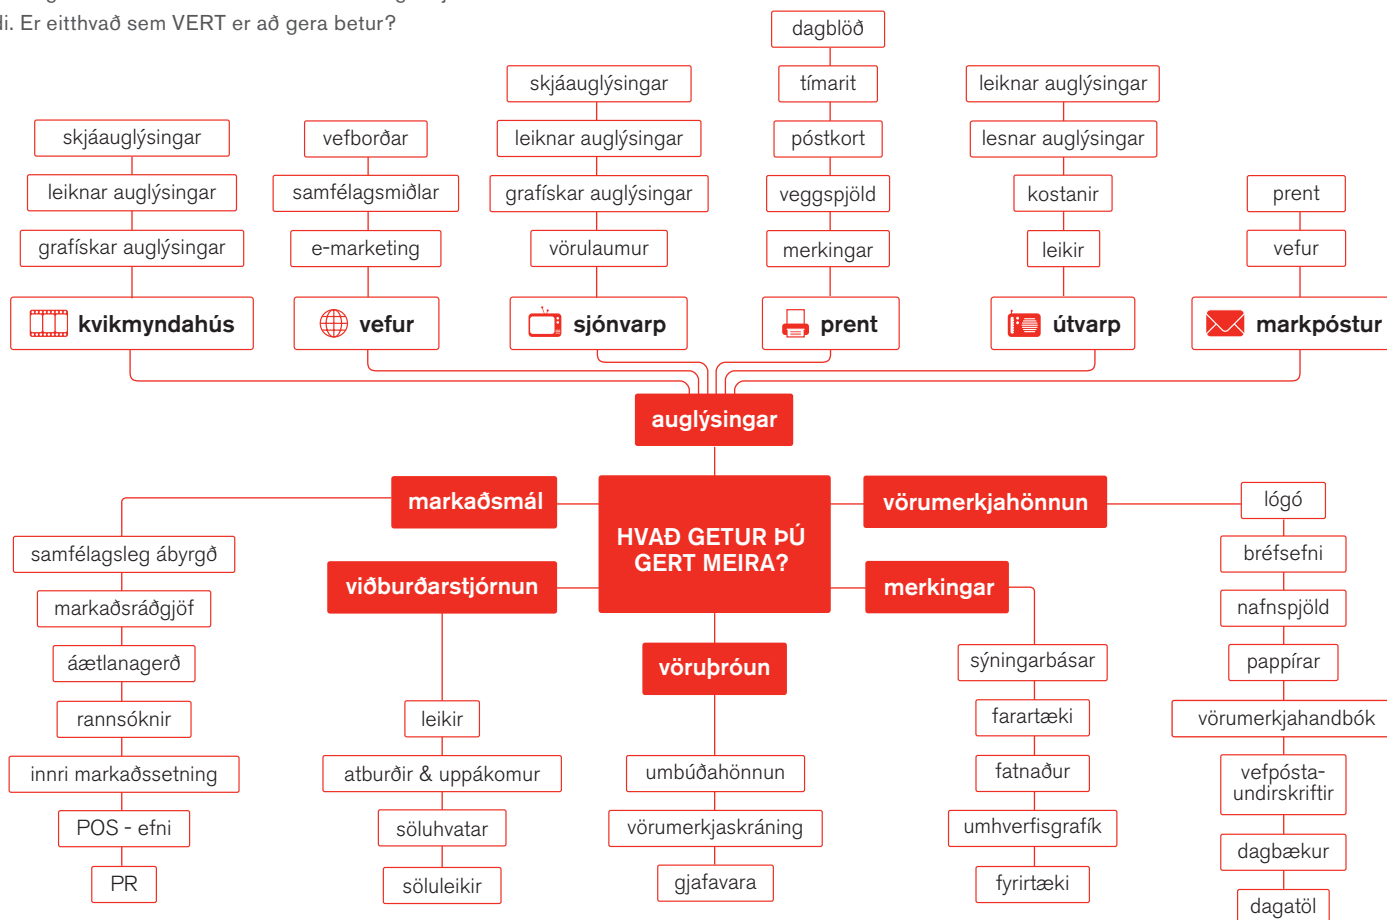 di. Er eitthvað sem VERT er að gera betur?
skjáauglýsingar
leiknar auglýsingar
grafískar auglýsingar
kvikmyndahús
vefborðar
samfélagsmiðlar
e-marketing
vefur
skjáauglýsingar
leiknar auglýsingar
grafískar auglýsingar
vörulaumur
sjónvarp
dagblöð
tímarit
póstkort
veggspjöld
merkingar
prent
leiknar auglýsingar
lesnar auglýsingar
kostanir
leikir
útvarp
prent
vefur
markpóstur
auglýsingar
HVAÐ GETUR ÞÚ
GERT MEIRA?
markaðsmál
samfélagsleg ábyrgð
markaðsráðgjöf
áætlanagerð
rannsóknir
innri markaðssetning
POS - efni
PR
viðburðarstjórnun
leikir
atburðir & uppákomur
söluhvatar
söluleikir
vöruþróun
umbúðahönnun
vörumerkjaskráning
gjafavara
merkingar
sýningarbásar
farartæki
fatnaður
umhverfisgrafík
fyrirtæki
vörumerkjahönnun
lógó
bréfsefni
nafnspjöld
pappírar
vörumerkjahandbók
vefpósta-
undirskriftir
dagbækur
dagatöl